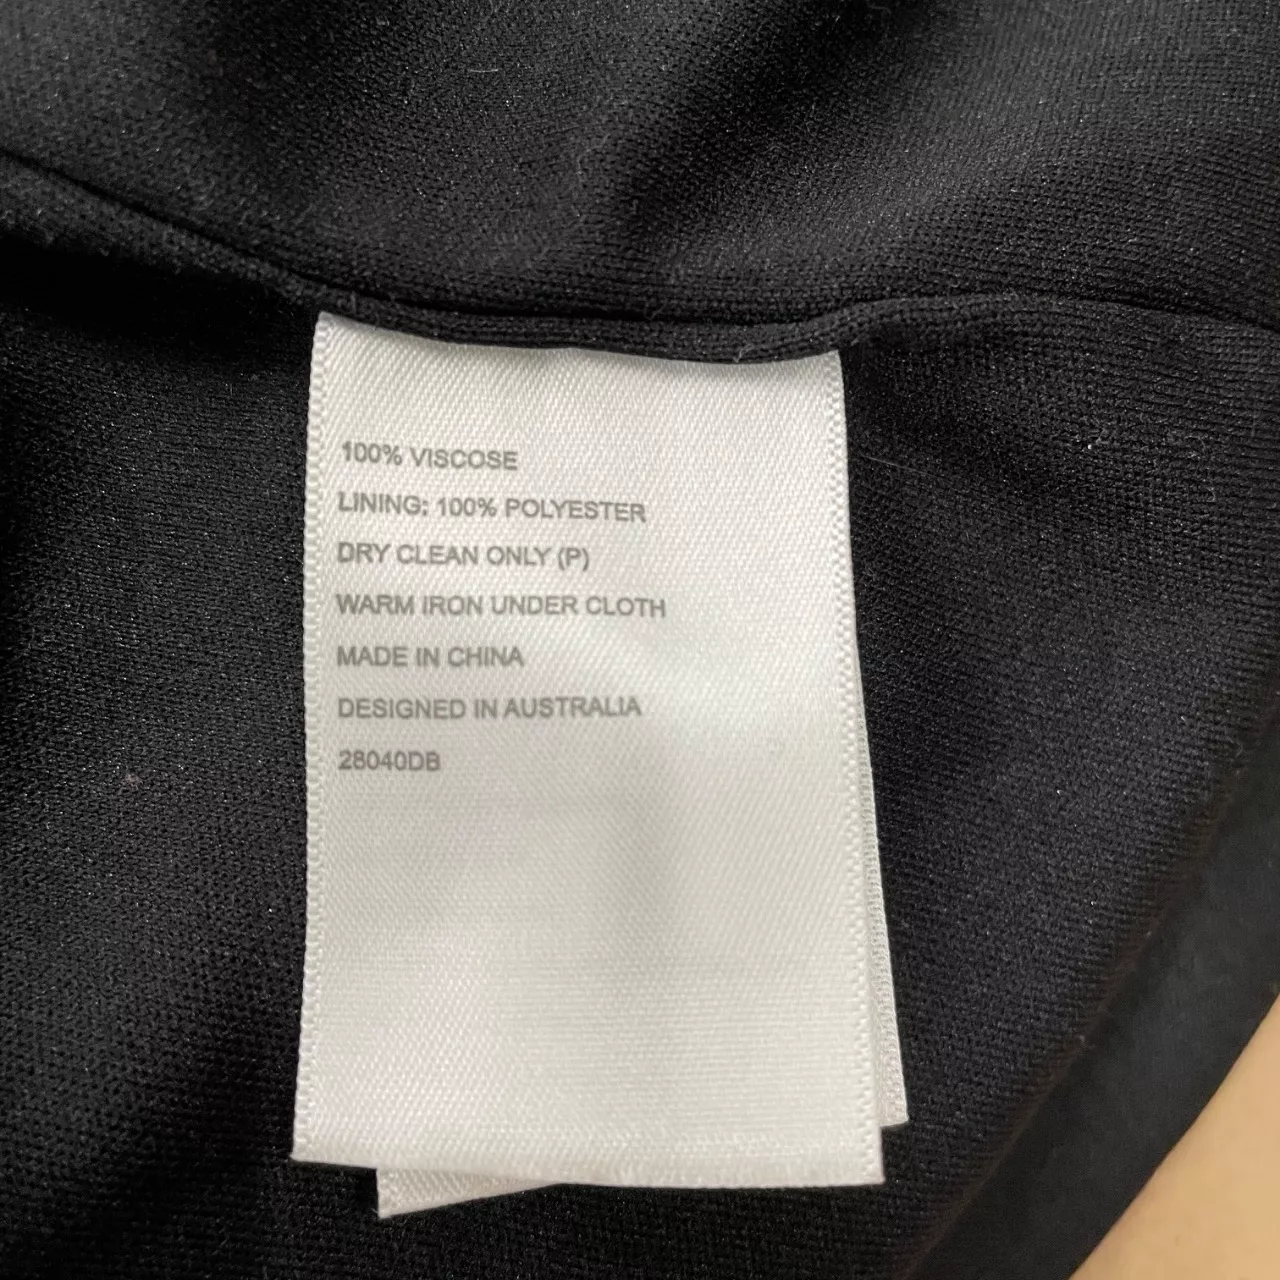 100% VISCOSE
LINING: 100% POLYESTER
DRY CLEAN ONLY (P)
WARM IRON UNDER CLOTH
MADE IN CHINA
DESIGNED IN AUSTRALIA
28040DB